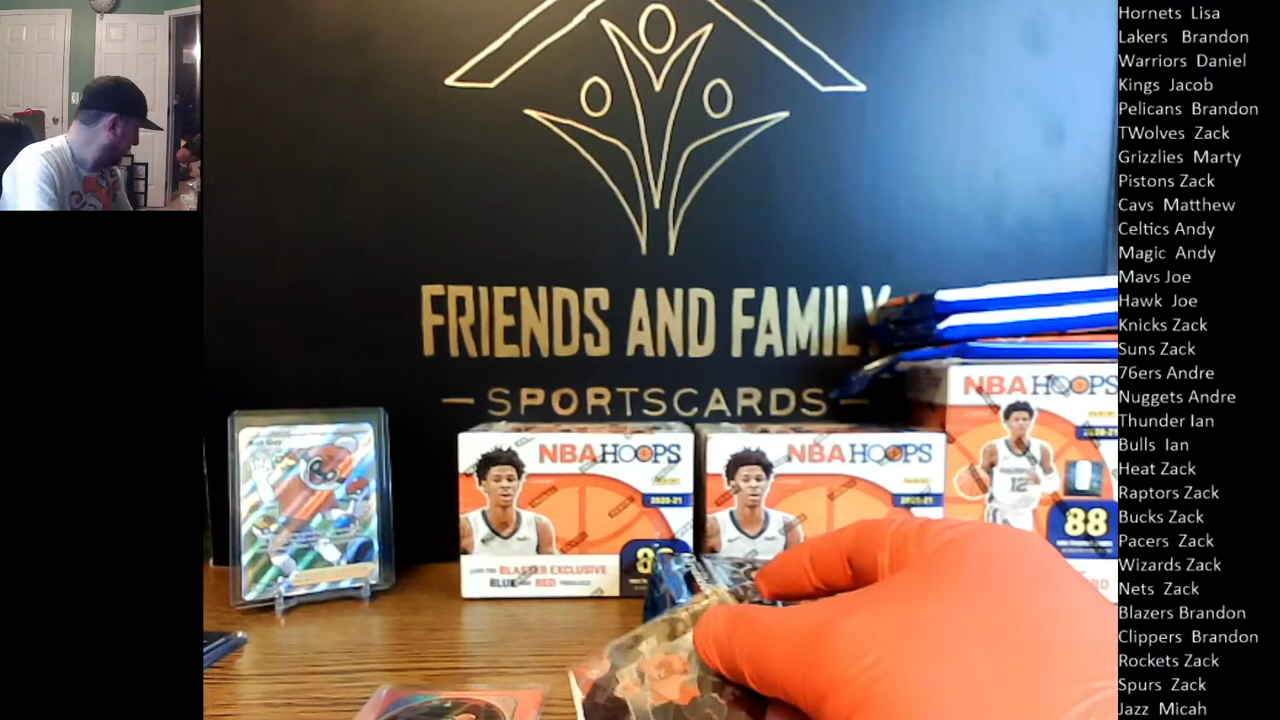 FRIENDS AND FAMILY
SPORTSCARDS
NBA HOOPS
2020-21
BLASTER EXCLUSIVE
BLUE RED
NBA HOOPS
NBA HOOPS
12
88
Hornets Lisa
Lakers Brandon
Warriors Daniel
Kings Jacob
Pelicans Brandon
TWolves Zack
Grizzlies Marty
Pistons Zack
Cavs Matthew
Celtics Andy
Magic Andy
Mavs Joe
Hawk Joe
Knicks Zack
Suns Zack
76ers Andre
Nuggets Andre
Thunder Ian
Bulls Ian
Heat Zack
Raptors Zack
Bucks Zack
Pacers Zack
Wizards Zack
Nets Zack
Blazers Brandon
Clippers Brandon
Rockets Zack
Spurs Zack
Jazz Micah